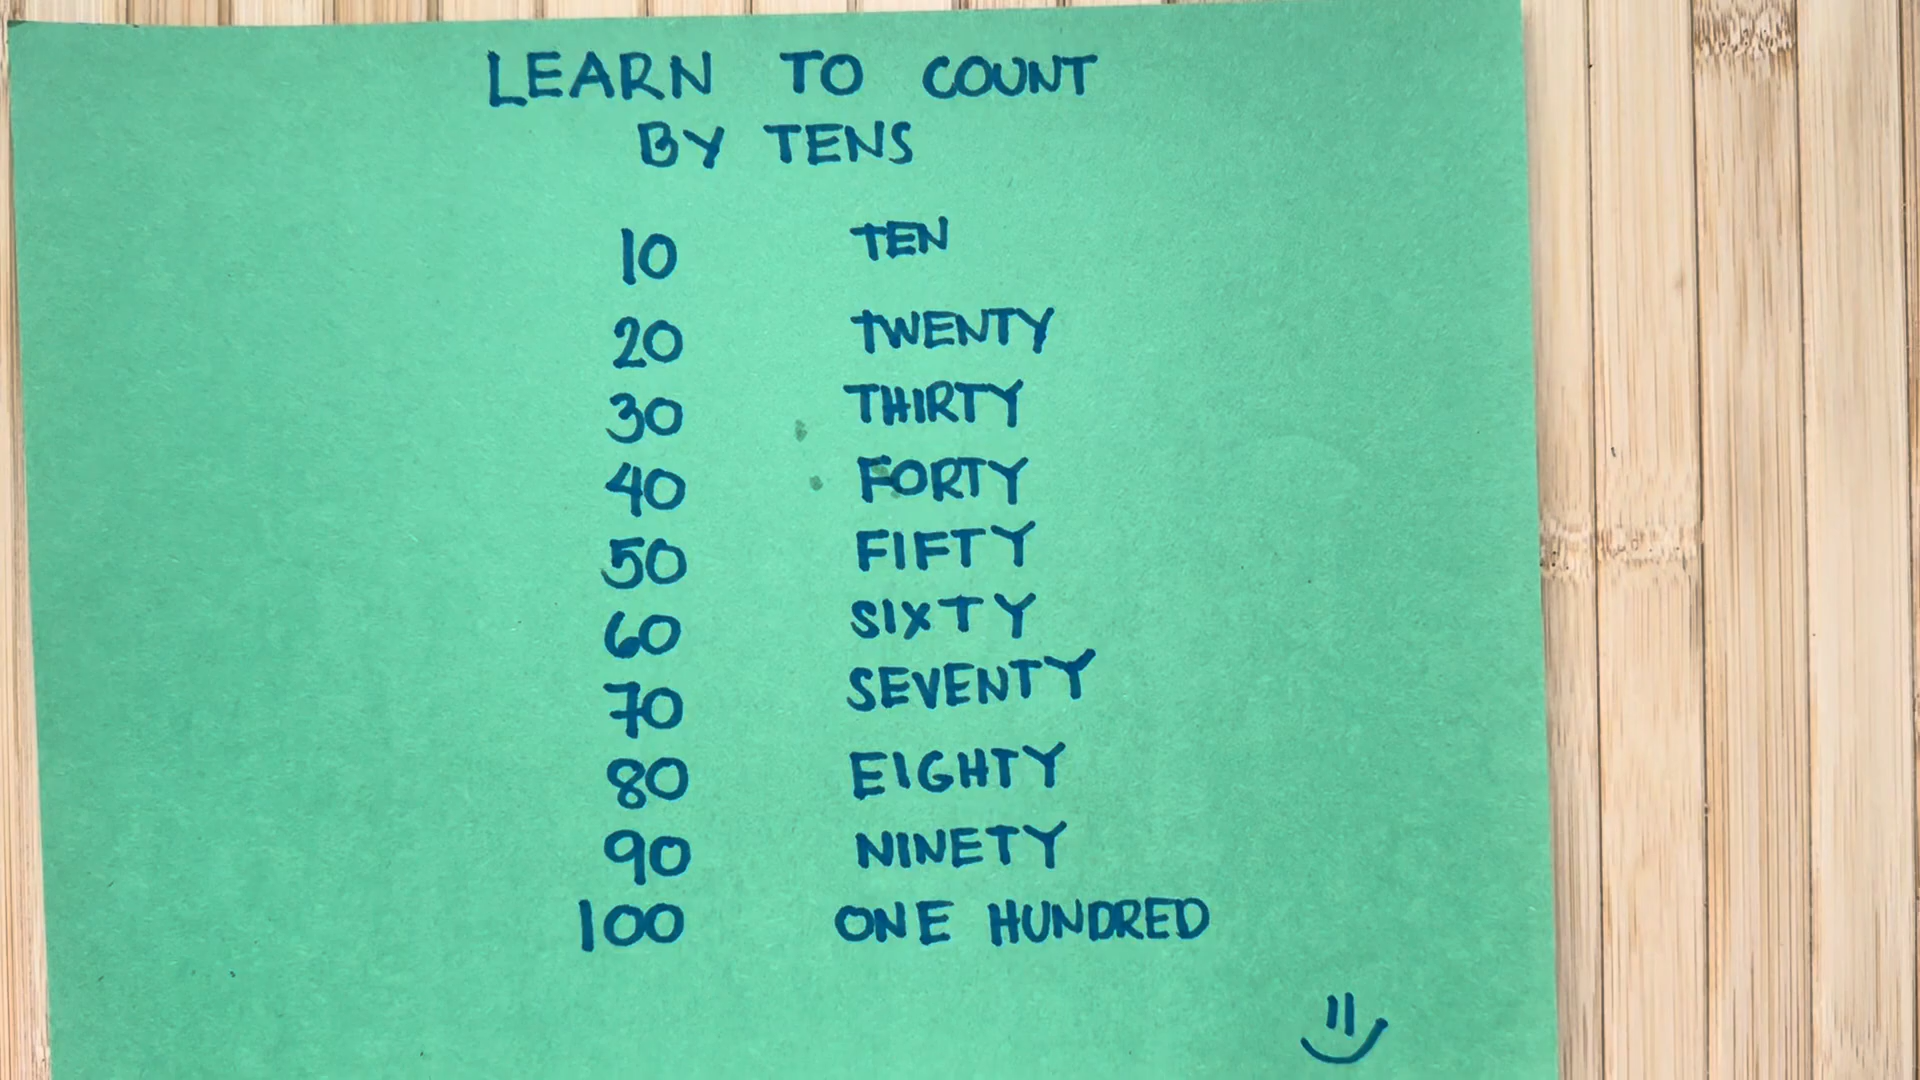 LEARN TO COUNT
BY TENS
10 TEN
20 TWENTY
30 THIRTY
40 FORTY
50 FIFTY
60 SIXTY
70 SEVENTY
80 EIGHTY
90 NINETY
100 ONE HUNDRED